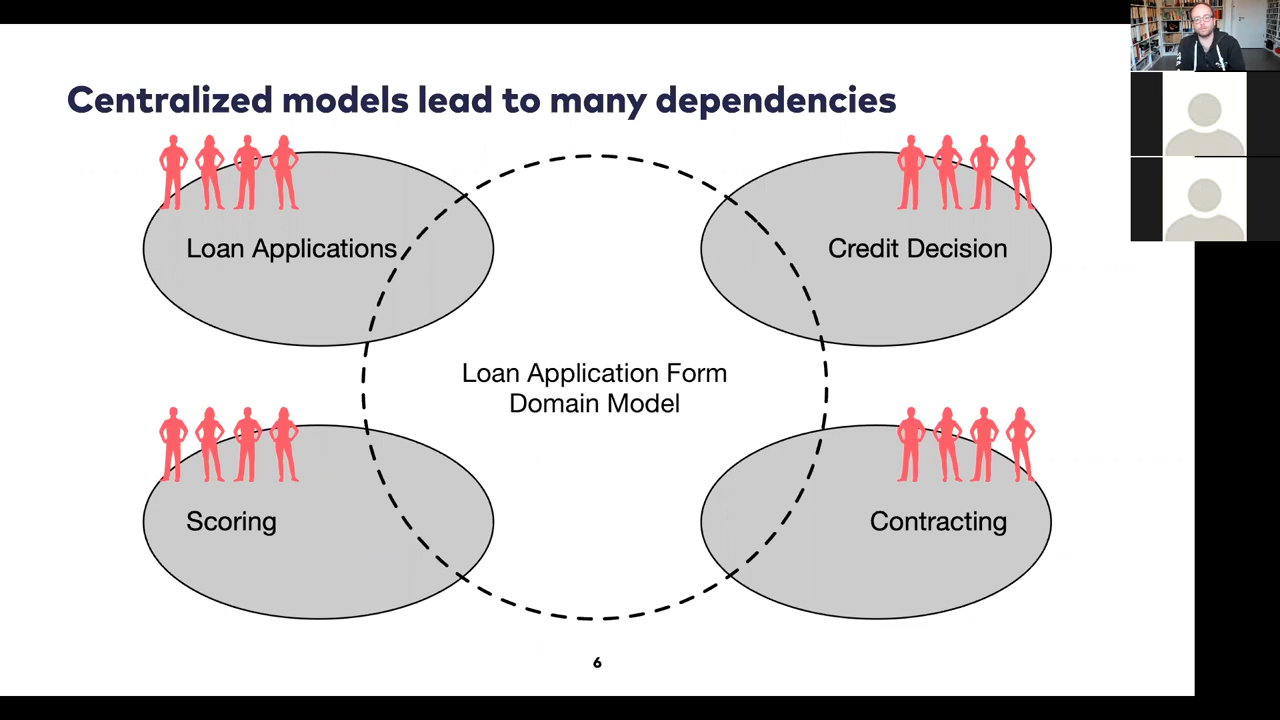 Centralized models lead to many dependencies
Loan Applications
Credit Decision
Loan Application Form
Domain Model
Scoring
Contracting
6